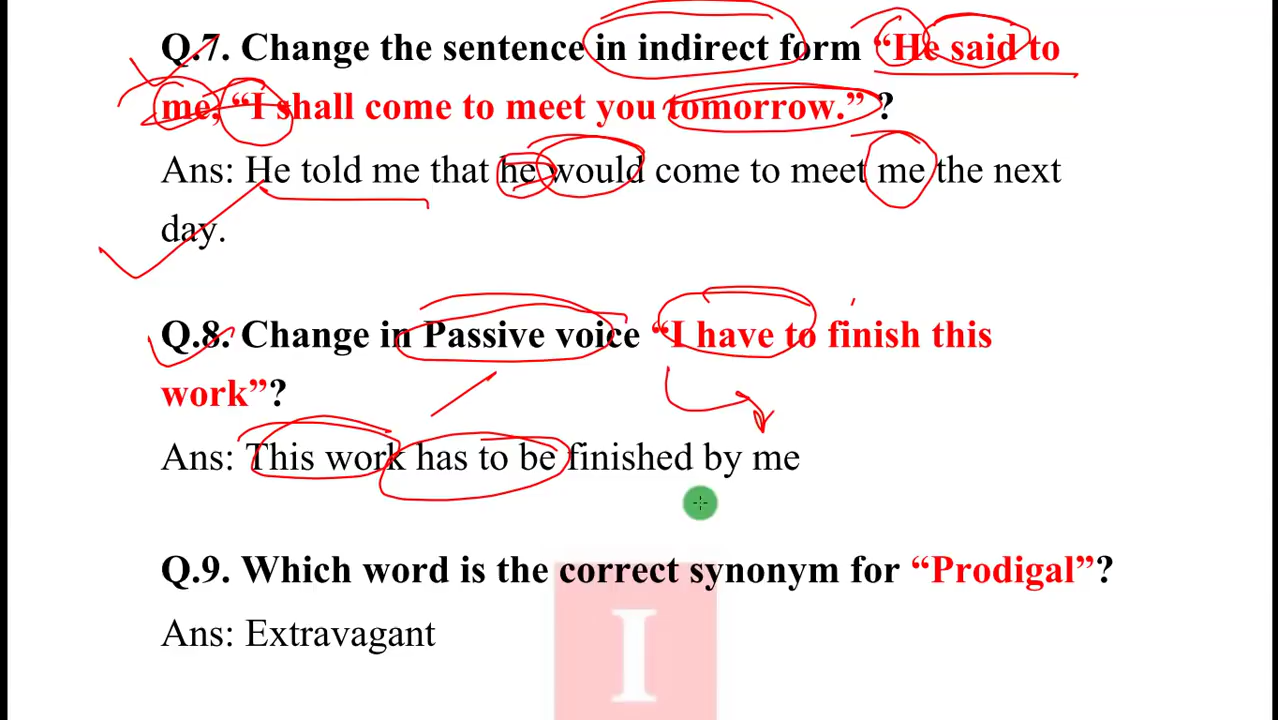 Q.7. Change the sentence in indirect form “He said to
me, “I shall come to meet you tomorrow.” ?
Ans: He told me that he would come to meet me the next
day.
Q.8. Change in Passive voice “I have to finish this
work”?
Ans: This work has to be finished by me
Q.9. Which word is the correct synonym for “Prodigal”?
Ans: Extravagant
I